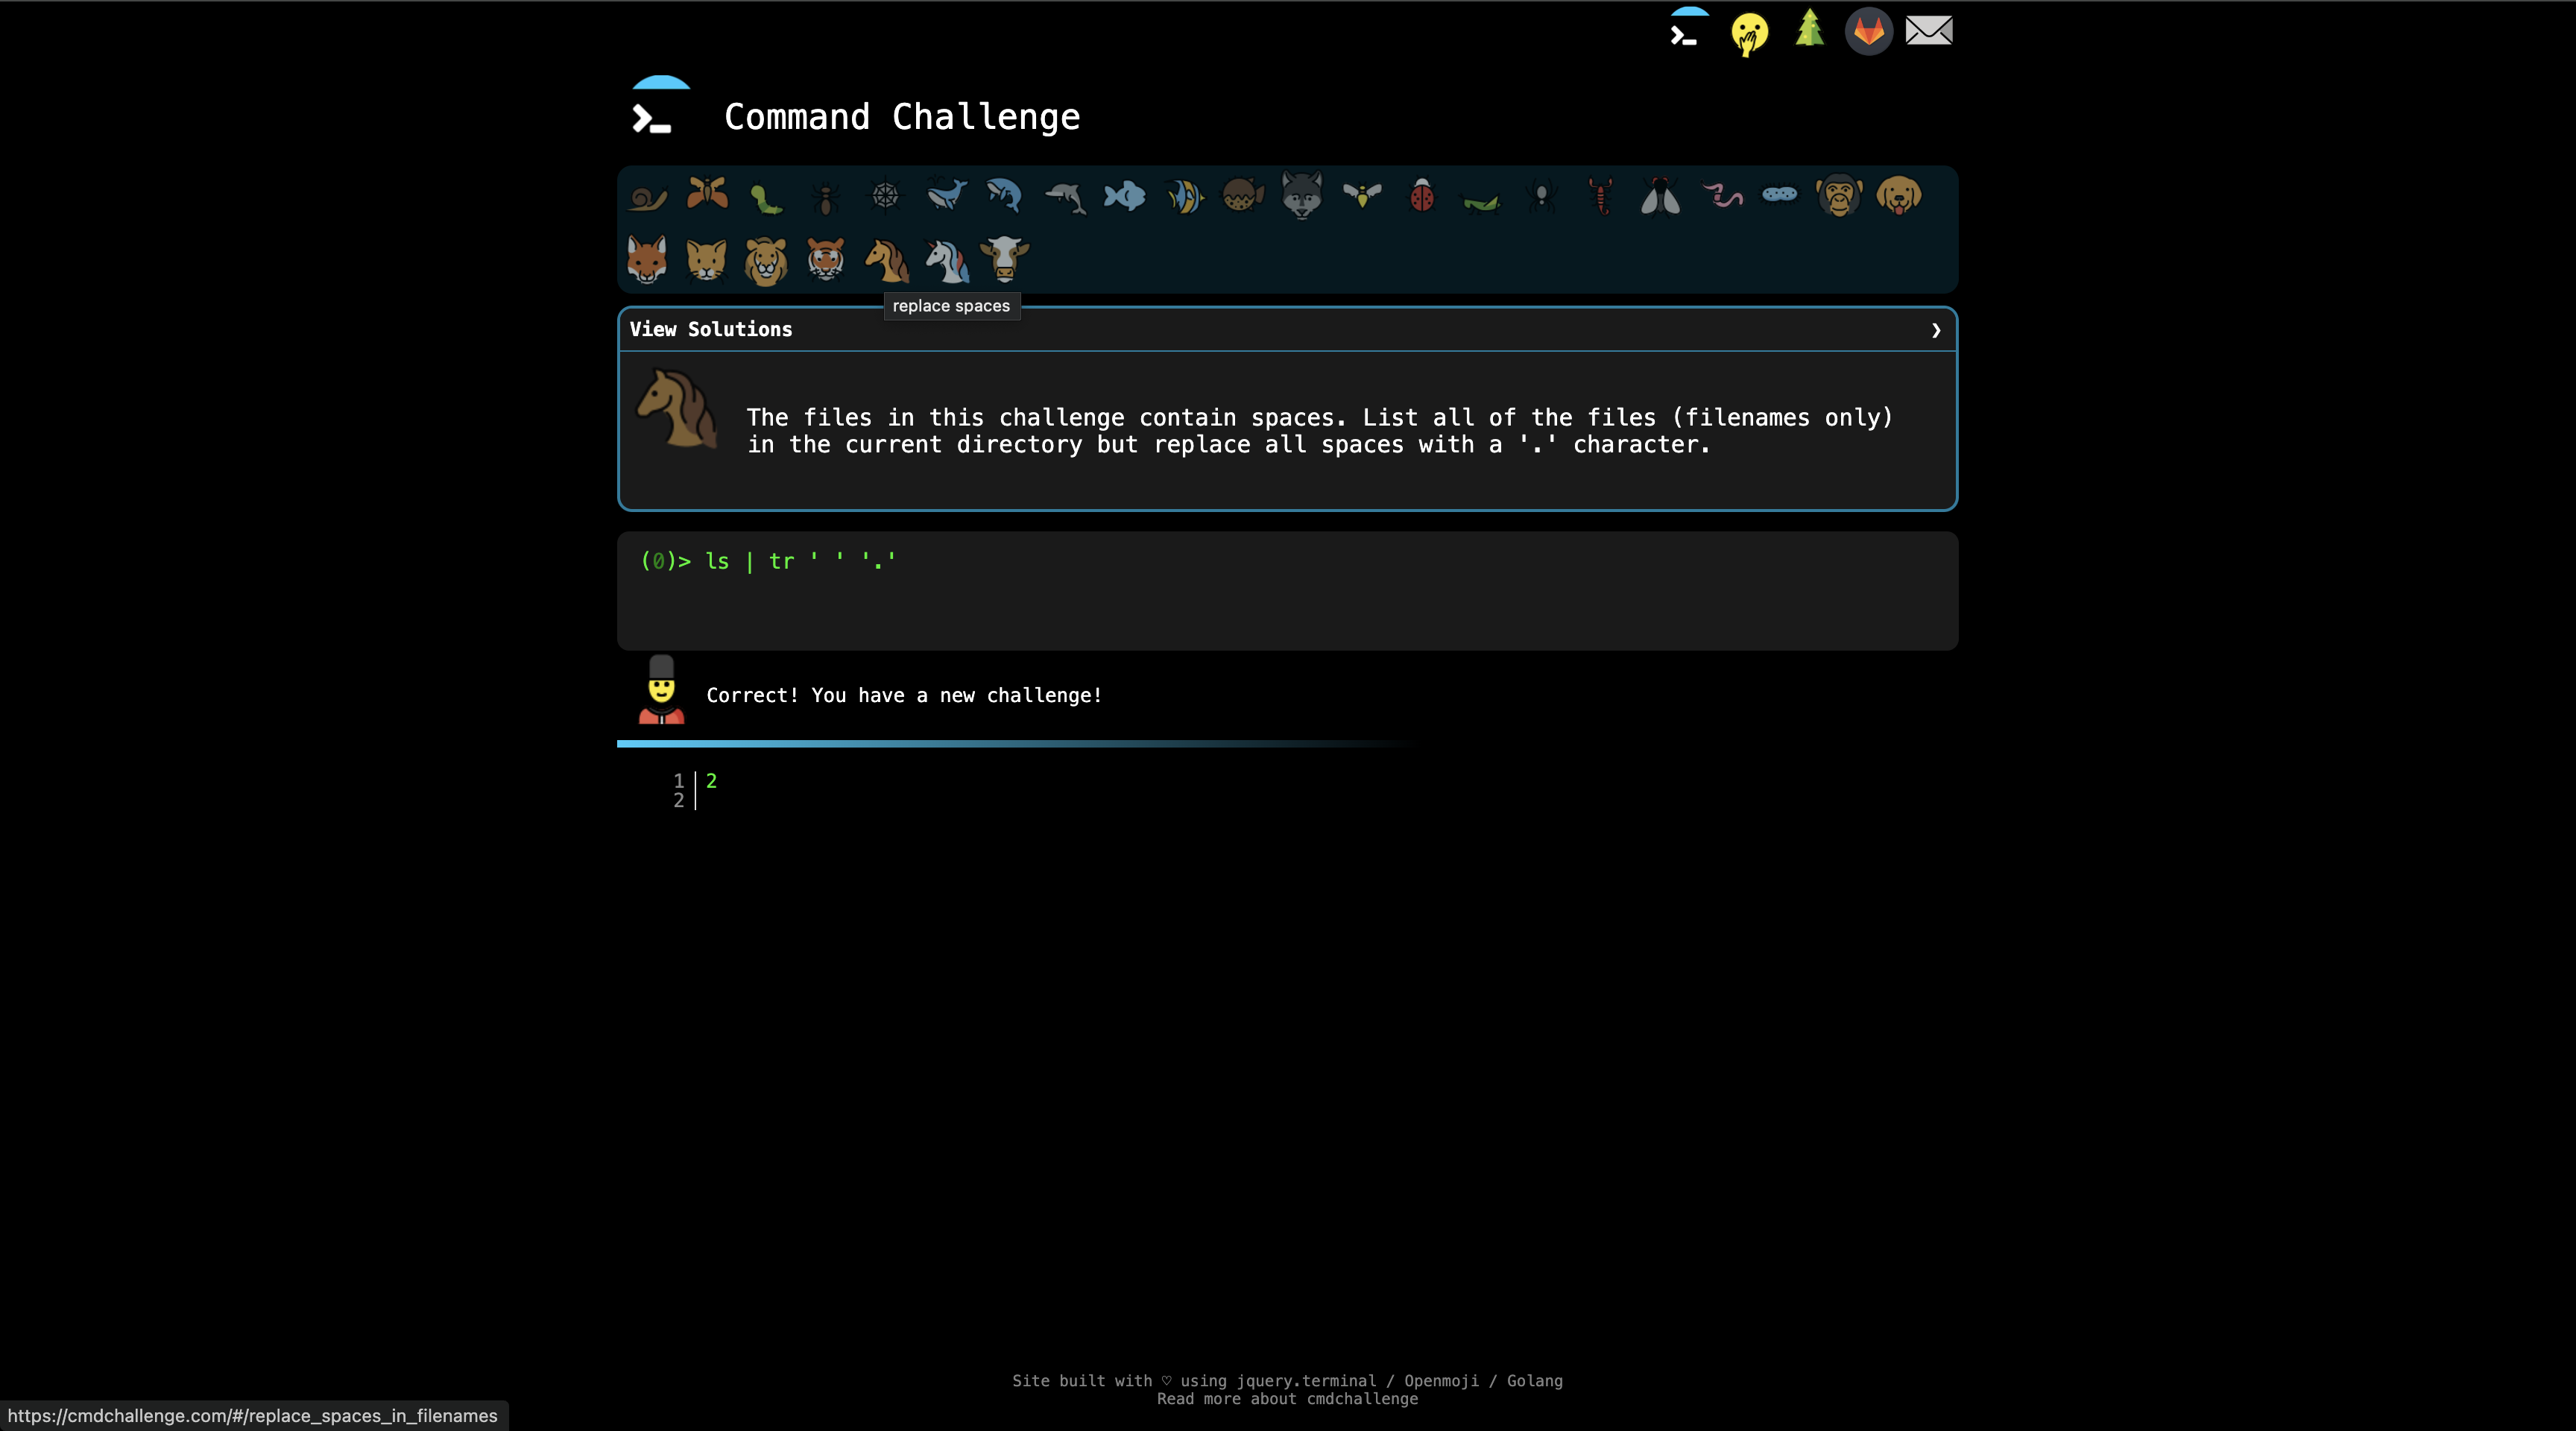 Command Challenge
replace spaces
View Solutions ❯
The files in this challenge contain spaces. List all of the files (filenames only)
in the current directory but replace all spaces with a '.' character.
(0)> ls | tr ' ' '.'
Correct! You have a new challenge!
1 2
2
Site built with ♡ using jquery.terminal / Openmoji / Golang
Read more about cmdchallenge
https://cmdchallenge.com/#/replace_spaces_in_filenames